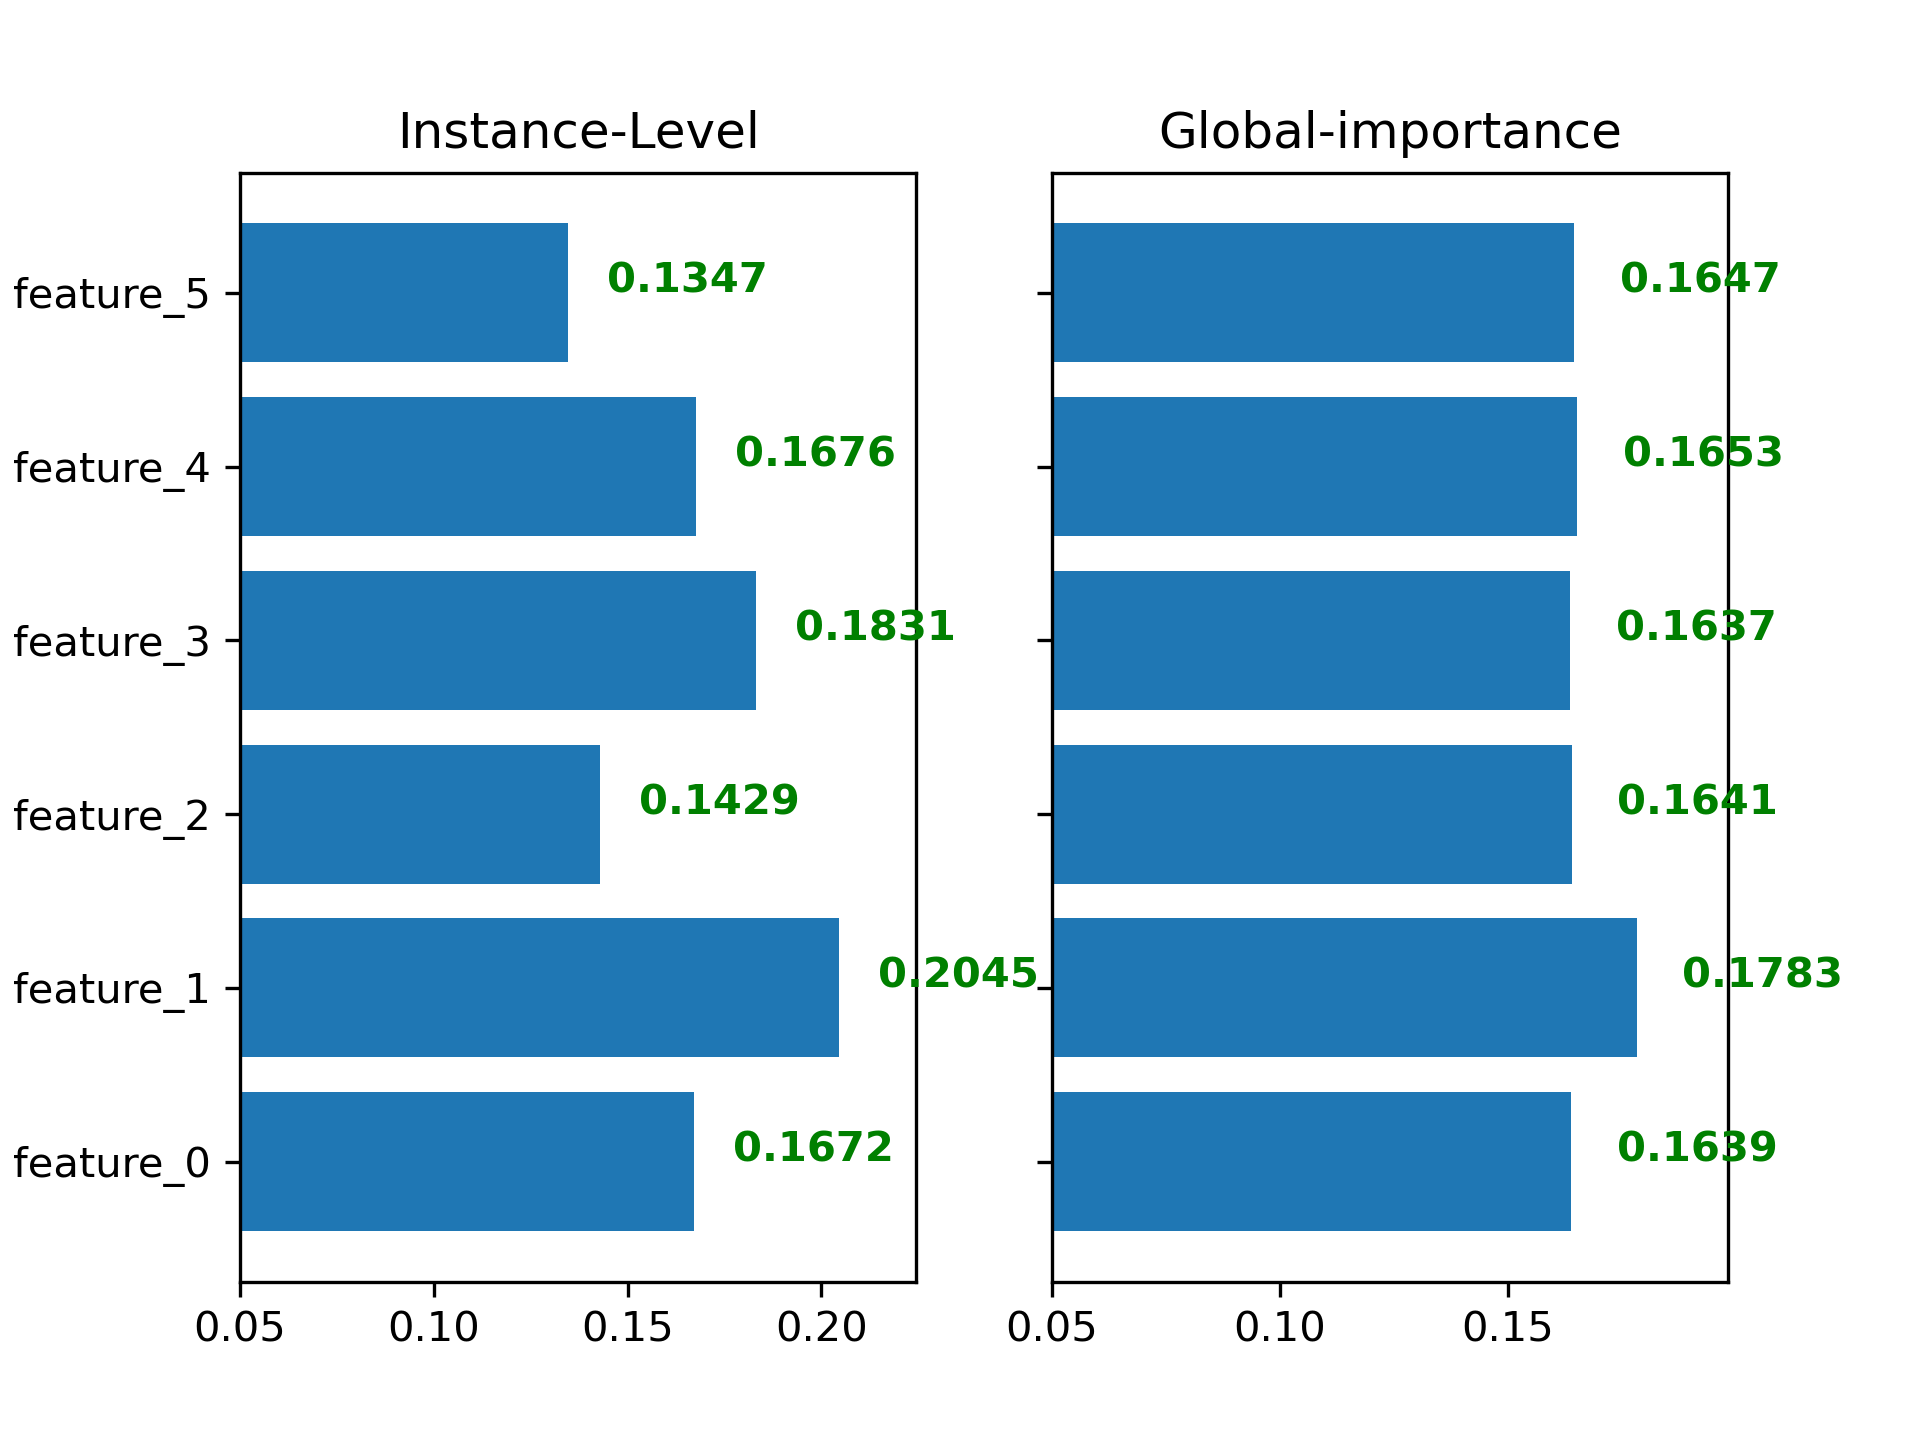 Instance-Level
feature_5
0.1347
feature_4
0.1676
feature_3
0.1831
feature_2
0.1429
feature_1
0.2045
feature_0
0.1672
0.05 0.10 0.15 0.20
Global-importance
0.1647
0.1653
0.1637
0.1641
0.1783
0.1639
0.05 0.10 0.15